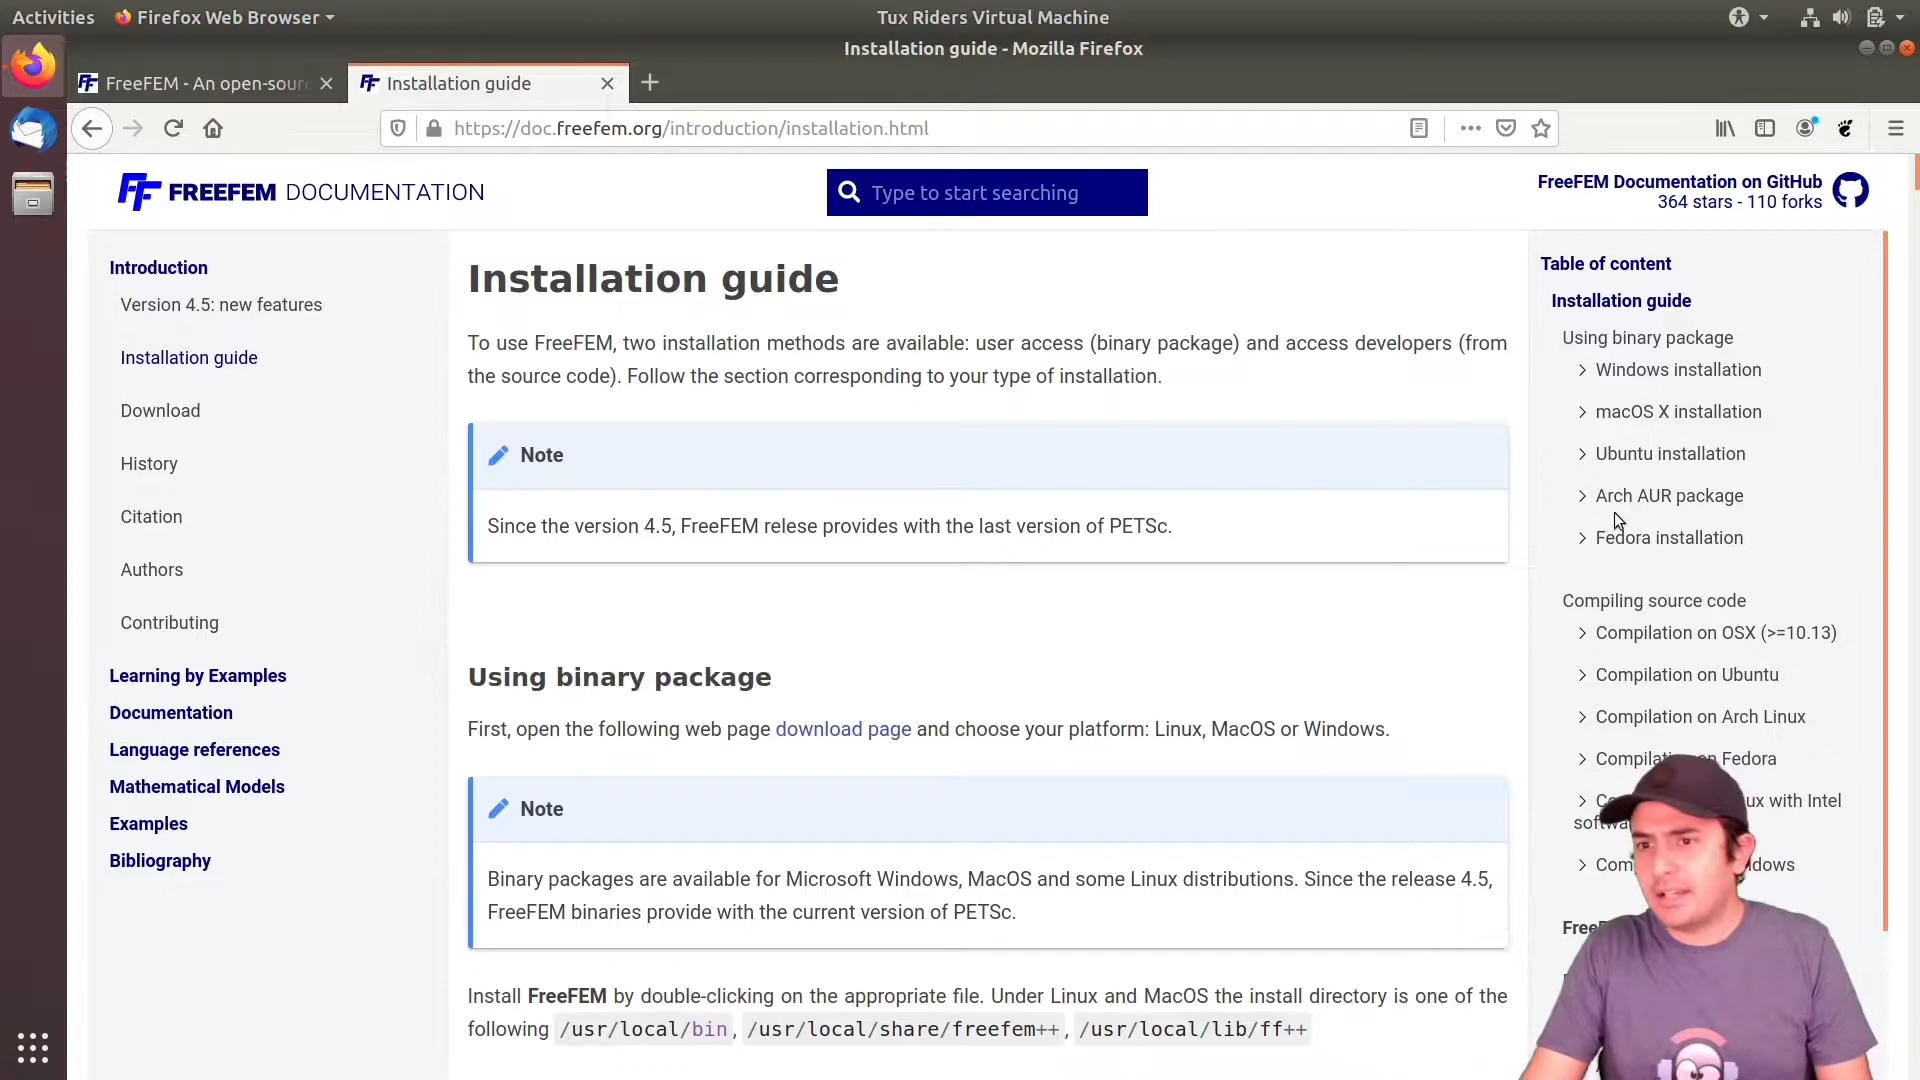 Activities
Firefox Web Browser
Tux Riders Virtual Machine
Installation guide - Mozilla Firefox
FreeFEM - An open-sour
Installation guide
https://doc.freefem.org/introduction/installation.html
FREEFEM DOCUMENTATION
Type to start searching
FreeFEM Documentation on GitHub
364 stars - 110 forks
Introduction
Version 4.5: new features
Installation guide
Download
History
Citation
Authors
Contributing
Learning by Examples
Documentation
Language references
Mathematical Models
Examples
Bibliography
Installation guide
To use FreeFEM, two installation methods are available: user access (binary package) and access developers (from
the source code). Follow the section corresponding to your type of installation.
Note
Since the version 4.5, FreeFEM relese provides with the last version of PETSc.
Using binary package
First, open the following web page download page and choose your platform: Linux, MacOS or Windows.
Note
Binary packages are available for Microsoft Windows, MacOS and some Linux distributions. Since the release 4.5,
FreeFEM binaries provide with the current version of PETSc.
Install FreeFEM by double-clicking on the appropriate file. Under Linux and MacOS the install directory is one of the
following /usr/local/bin, /usr/local/share/freefem++, /usr/local/lib/ff++
Table of content
Installation guide
Using binary package
Windows installation
macOS X installation
Ubuntu installation
Arch AUR package
Fedora installation
Compiling source code
Compilation on OSX (>=10.13)
Compilation on Ubuntu
Compilation on Arch Linux
Fedora
with Intel